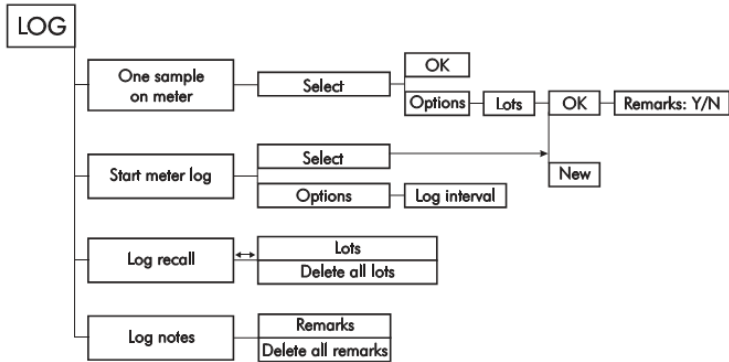 LOG
One sample
on meter
Select
OK
Options
Lots
OK
Remarks: Y/N
New
Start meter log
Select
Options
Log interval
Log recall
Lots
Delete all lots
Log notes
Remarks
Delete all remarks